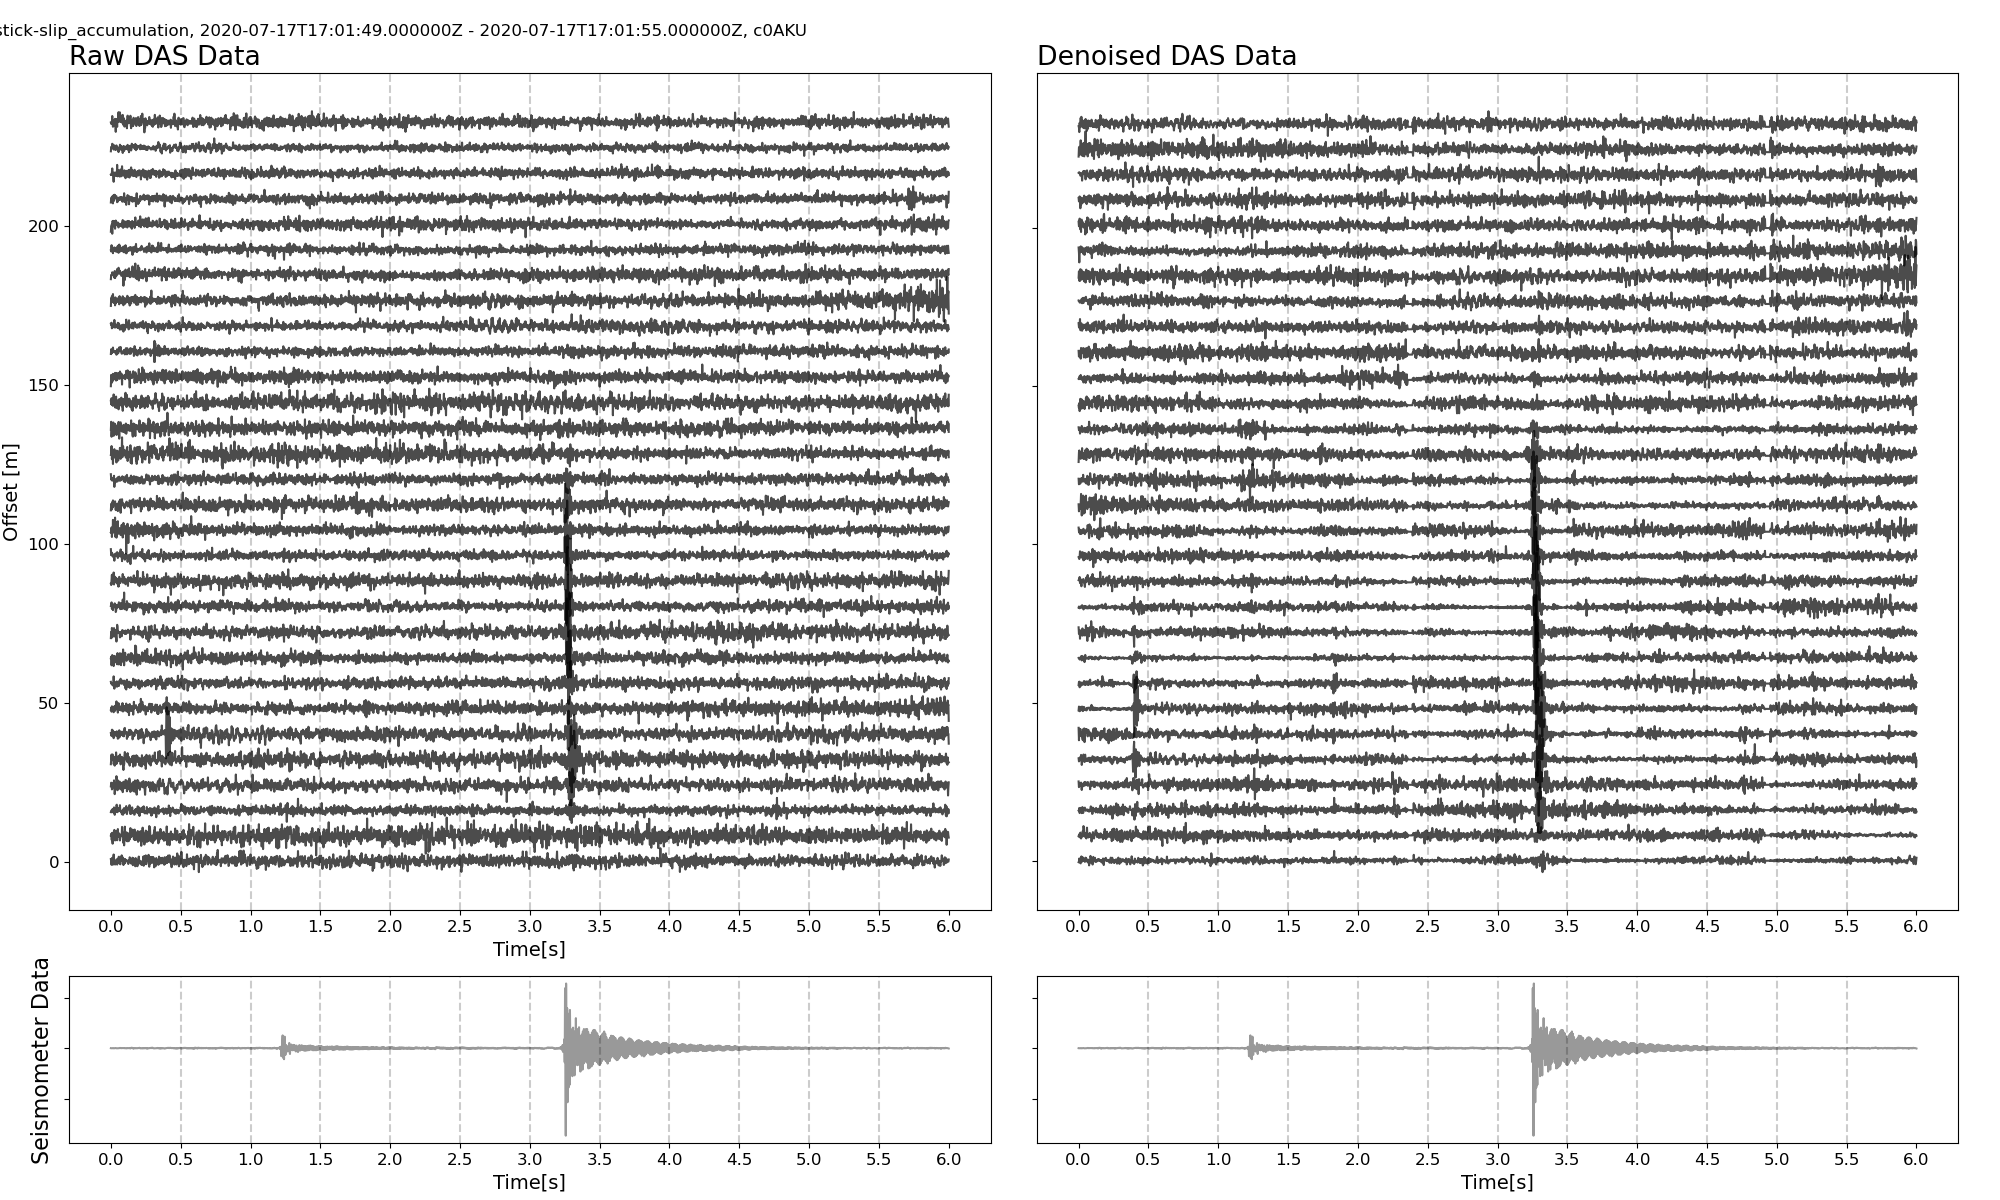 stick-slip_accumulation, 2020-07-17T17:01:49.000000Z - 2020-07-17T17:01:55.000000Z, c0AKU
Raw DAS Data
Denoised DAS Data
Offset [m]
200
150
100
50
0
0.0 0.5 1.0 1.5 2.0 2.5 3.0 3.5 4.0 4.5 5.0 5.5 6.0
Time[s]
0.0 0.5 1.0 1.5 2.0 2.5 3.0 3.5 4.0 4.5 5.0 5.5 6.0
Seismometer Data
0.0 0.5 1.0 1.5 2.0 2.5 3.0 3.5 4.0 4.5 5.0 5.5 6.0
Time[s]
0.0 0.5 1.0 1.5 2.0 2.5 3.0 3.5 4.0 4.5 5.0 5.5 6.0
Time[s]